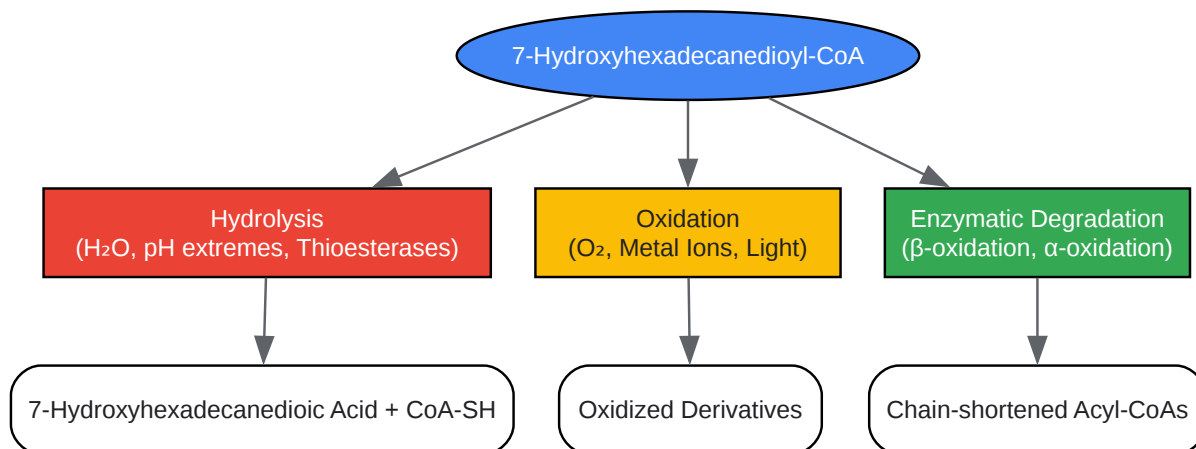 7-Hydroxyhexadecanedioyl-CoA
Hydrolysis
(H₂O, pH extremes, Thioesterases)
Oxidation
(O₂, Metal Ions, Light)
Enzymatic Degradation
(β-oxidation, α-oxidation)
7-Hydroxyhexadecanedioic Acid + CoA-SH
Oxidized Derivatives
Chain-shortened Acyl-CoAs